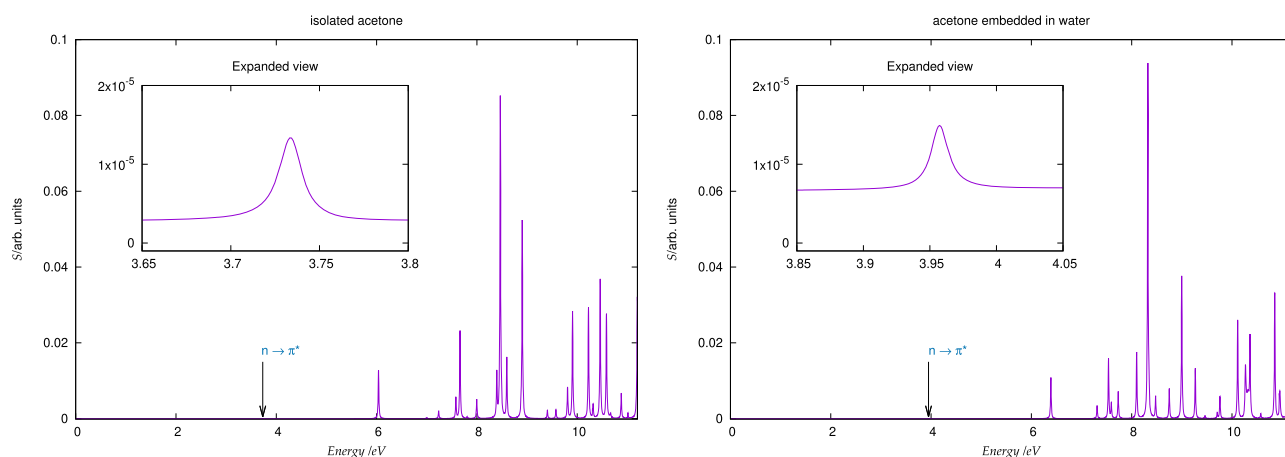 isolated acetone
0.1
0.08
0.06
0.04
0.02
0
S/arb. units
Expanded view
2x10⁻⁵
1x10⁻⁵
0
3.65 3.7 3.75 3.8
n → π*
0 2 4 6 8 10
Energy /eV
acetone embedded in water
0.1
0.08
0.06
0.04
0.02
0
S/arb. units
Expanded view
2x10⁻⁵
1x10⁻⁵
0
3.85 3.9 3.95 4 4.05
n → π*
0 2 4 6 8 10
Energy /eV